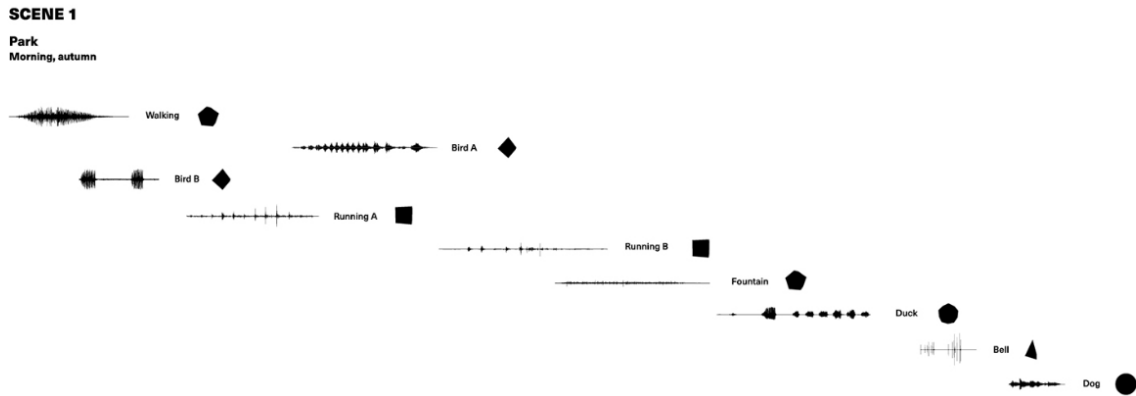 SCENE 1
Park
Morning, autumn
Walking
Bird A
Bird B
Running A
Running B
Fountain
Duck
Bell
Dog